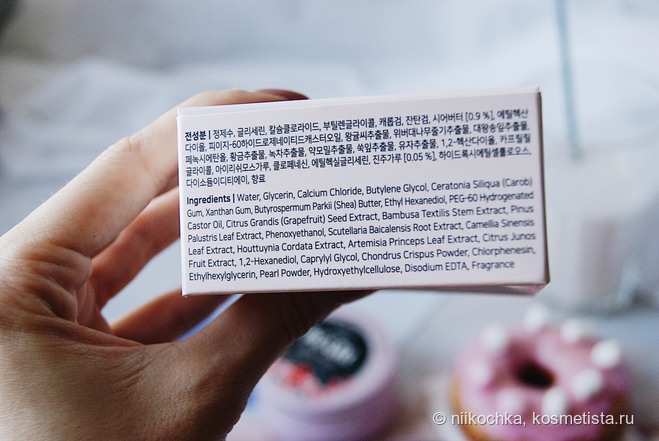 전성분 | 정제수, 글리세린, 칼슘클로라이드, 부틸렌글라이콜, 캐롭검, 잔탄검, 시어버터 [0.9 %], 에틸헥산
다이올, 피이지-60하이드로제네이티드캐스터오일, 왕귤씨추출물, 위버대나무줄기추출물, 대왕송잎추출물,
페녹시에탄올, 황금추출물, 녹차추출물, 약모밀추출물, 쑥잎추출물, 유자추출물, 1,2-헥산다이올, 카프릴릴
글라이콜, 아이리쉬모스가루, 클로페네신, 에틸헥실글리세린, 진주가루 [0.05 %], 하이드록시에틸셀룰로오스,
다이소듐이디티에이, 향료
Ingredients | Water, Glycerin, Calcium Chloride, Butylene Glycol, Ceratonia Siliqua (Carob)
Gum, Xanthan Gum, Butyrospermum Parkii (Shea) Butter, Ethyl Hexanediol, PEG-60 Hydrogenated
Castor Oil, Citrus Grandis (Grapefruit) Seed Extract, Bambusa Textilis Stem Extract, Pinus
Palustris Leaf Extract, Phenoxyethanol, Scutellaria Baicalensis Root Extract, Camellia Sinensis
Leaf Extract, Houttuynia Cordata Extract, Artemisia Princeps Leaf Extract, Citrus Junos
Fruit Extract, 1,2-Hexanediol, Caprylyl Glycol, Chondrus Crispus Powder, Chlorphenesin,
Ethylhexylglycerin, Pearl Powder, Hydroxyethylcellulose, Disodium EDTA, Fragrance
© niikochka, kosmetista.ru